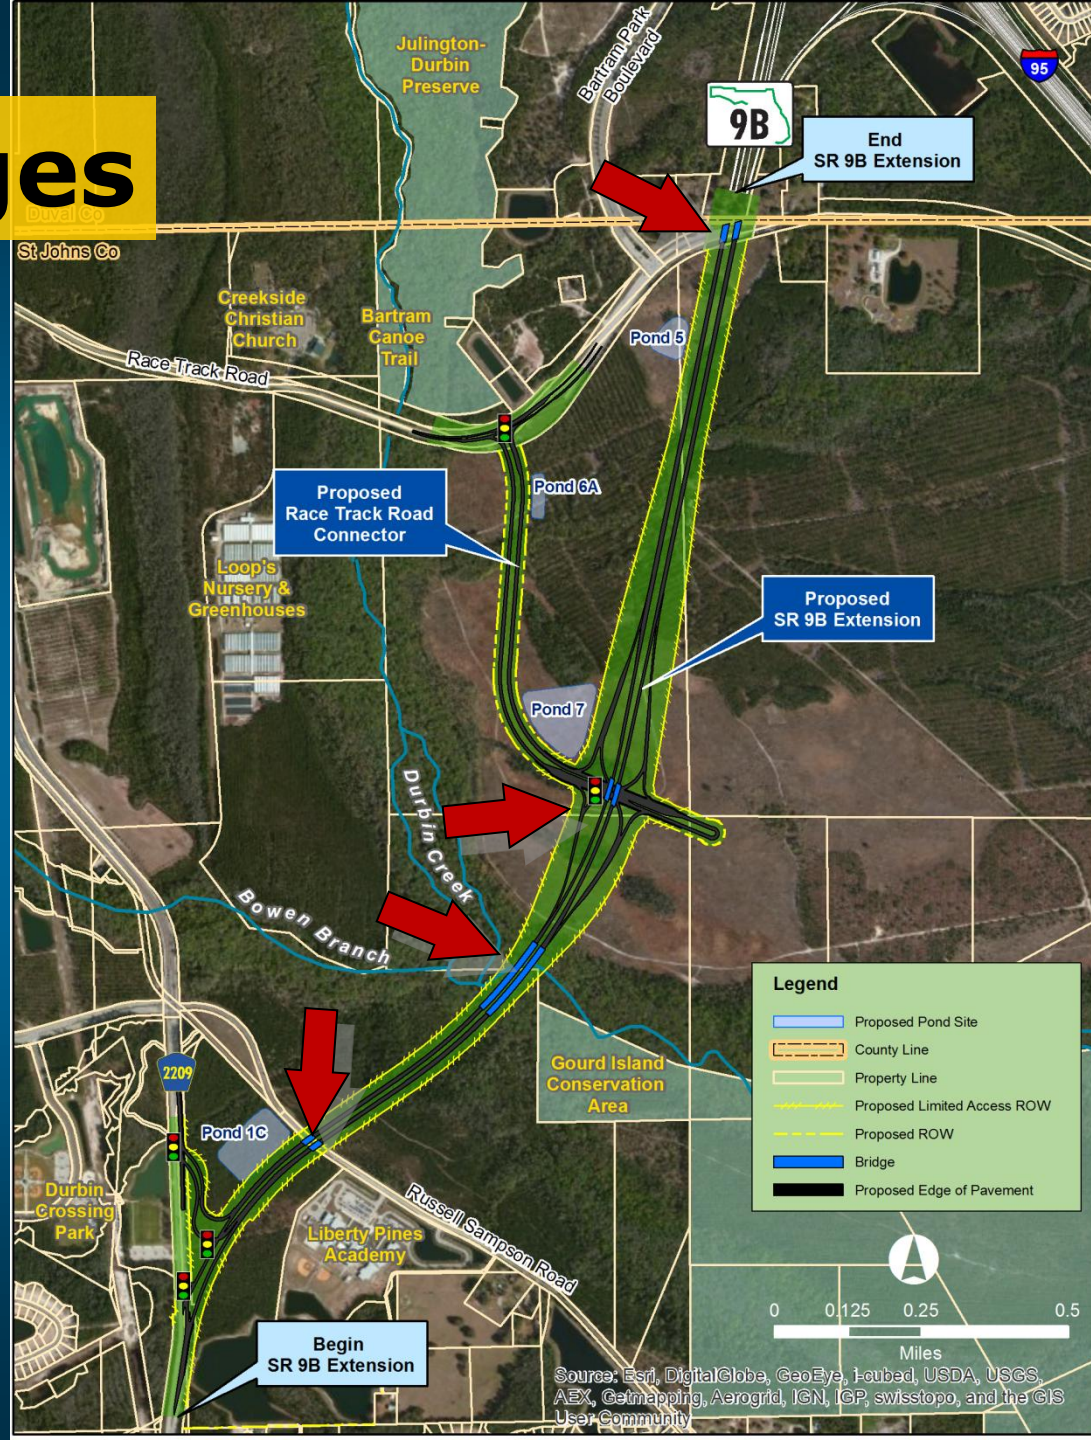 Julington-
Durbin
Preserve
Bartram Park
Boulevard
95
9B
End
SR 9B Extension
ges
Duval Co
St Johns Co
Creekside
Christian
Church
Bartram
Canoe
Trail
Pond 5
Race Track Road
Proposed
Race Track Road
Connector
Pond 6A
Loop's
Nursery &
Greenhouses
Proposed
SR 9B Extension
Pond 7
Durbin Creek
Bowen Branch
Gourd Island
Conservation
Area
2209
Pond 1C
Durbin
Crossing
Park
Liberty Pines
Academy
Russell Sampson Road
Begin
SR 9B Extension
Legend
Proposed Pond Site
County Line
Property Line
Proposed Limited Access ROW
Proposed ROW
Bridge
Proposed Edge of Pavement
0 0.125 0.25 0.5
Miles
Source: Esri, DigitalGlobe, GeoEye, i-cubed, USDA, USGS,
AEX, Getmapping, Aerogrid, IGN, IGP, swisstopo, and the GIS
User Community